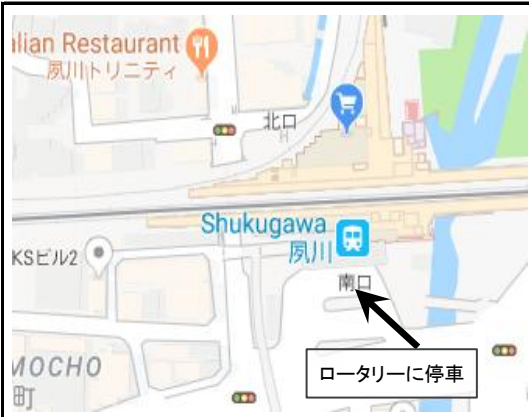 alian Restaurant
夙川トリニティ
北口
Shukugawa
夙川
KSビル2
南口
ロータリーに停車
MOCHO
町